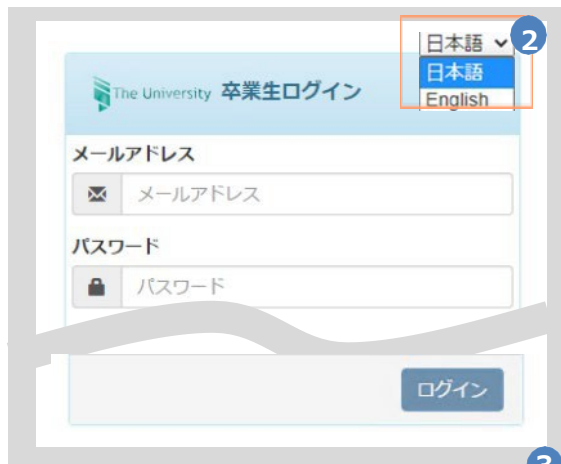 日本語
2
日本語
English
The University 卒業生ログイン
メールアドレス
メールアドレス
パスワード
パスワード
ログイン
3